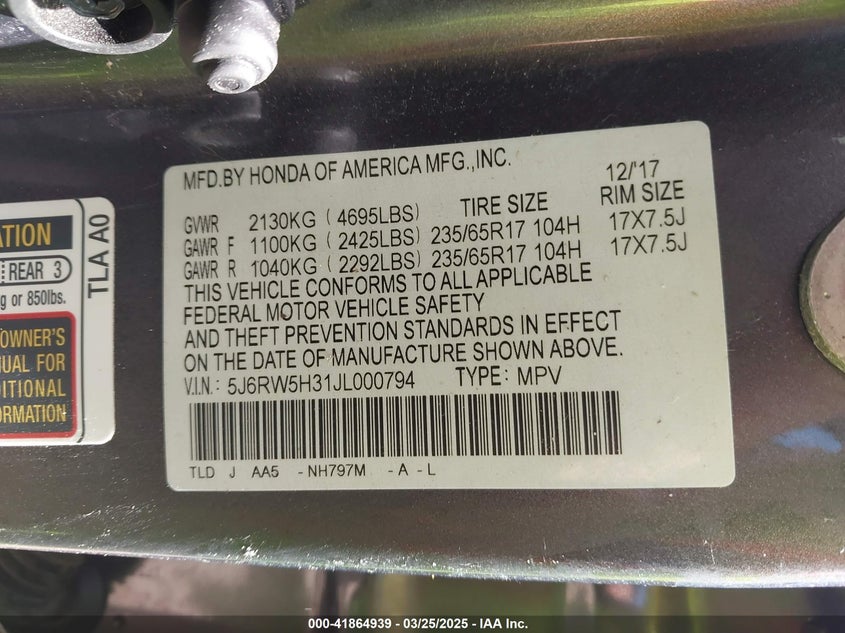 MFD.BY HONDA OF AMERICA MFG.,INC. 12/'17
GVWR 2130KG ( 4695LBS) TIRE SIZE RIM SIZE
GAWR F 1100KG ( 2425LBS) 235/65R17 104H 17X7.5J
GAWR R 1040KG ( 2292LBS) 235/65R17 104H 17X7.5J
THIS VEHICLE CONFORMS TO ALL APPLICABLE
FEDERAL MOTOR VEHICLE SAFETY
AND THEFT PREVENTION STANDARDS IN EFFECT
ON THE DATE OF MANUFACTURE SHOWN ABOVE.
V.I.N.: 5J6RW5H31JL000794 TYPE: MPV
TLD J AA5 - NH797M - A - L
REAR 3
or 850lbs.
OWNER'S
FOR
TLA A0
000-41864939 - 03/25/2025 - IAA Inc.